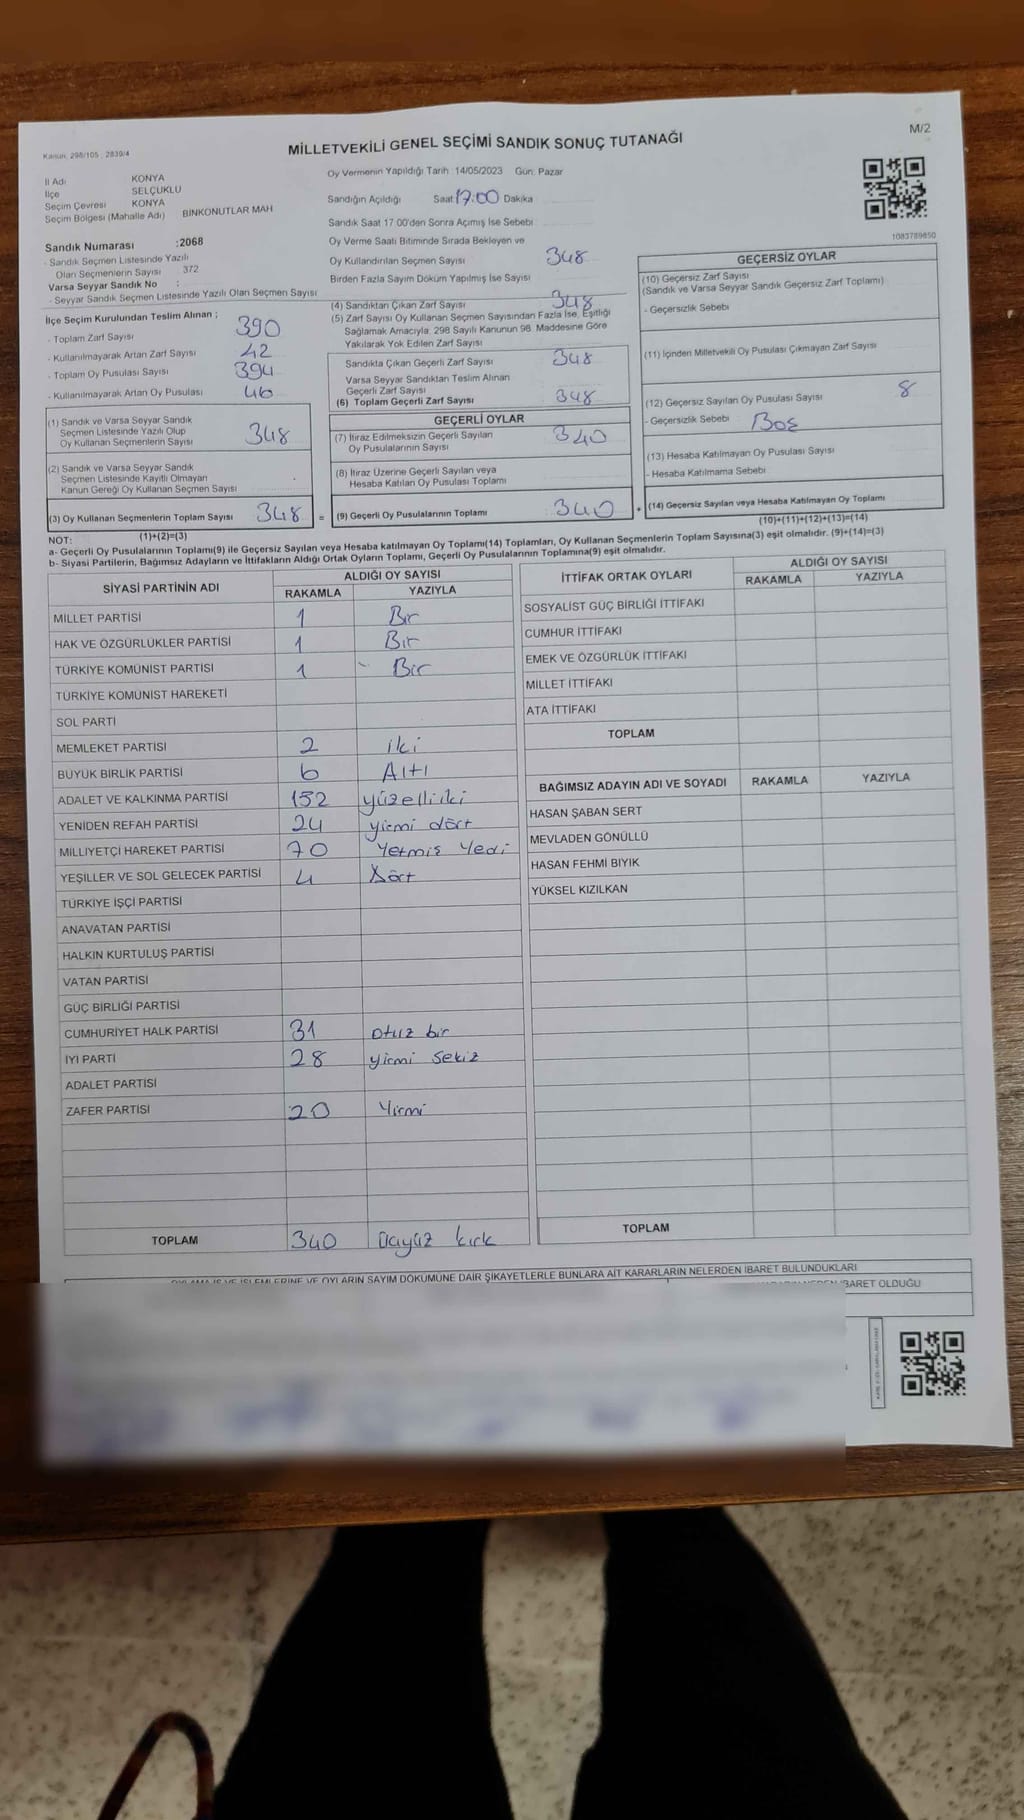 M/2
Kanun, 298/105 , 2839/4
MİLLETVEKİLİ GENEL SEÇİMİ SANDIK SONUÇ TUTANAĞI
İl Adı KONYA
İlçe SELÇUKLU
Seçim Çevresi KONYA
Seçim Bölgesi (Mahalle Adı) BİNKONUTLAR MAH
Sandık Numarası :2068
- Sandık Seçmen Listesinde Yazılı
Olan Seçmenlerin Sayısı 372
Varsa Seyyar Sandık No :
- Seyyar Sandık Seçmen Listesinde Yazılı Olan Seçmen Sayısı
İlçe Seçim Kurulundan Teslim Alınan ;
- Toplam Zarf Sayısı 390
- Kullanılmayarak Artan Zarf Sayısı 42
- Toplam Oy Pusulası Sayısı 394
- Kullanılmayarak Artan Oy Pusulası 46
(1) Sandık ve Varsa Seyyar Sandık
Seçmen Listesinde Yazılı Olup
Oy Kullanan Seçmenlerin Sayısı 348
(2) Sandık ve Varsa Seyyar Sandık
Seçmen Listesinde Kayıtlı Olmayan
Kanun Gereği Oy Kullanan Seçmen Sayısı
(3) Oy Kullanan Seçmenlerin Toplam Sayısı 348 =
(1)+(2)=(3)
Oy Vermenin Yapıldığı Tarih : 14/05/2023 Gün: Pazar
Sandığın Açıldığı Saat 17:00 Dakika
Sandık Saat 17:00'den Sonra Açımış İse Sebebi
Oy Verme Saati Bitiminde Sırada Bekleyen ve
Oy Kullandırılan Seçmen Sayısı 348
Birden Fazla Sayım Döküm Yapılmış İse Sayısı
(4) Sandıktan Çıkan Zarf Sayısı 348
(5) Zarf Sayısı Oy Kullanan Seçmen Sayısından Fazla İse, Eşitliği
Sağlamak Amacıyla; 298 Sayılı Kanunun 98. Maddesine Göre
Yakılarak Yok Edilen Zarf Sayısı
Sandıkta Çıkan Geçerli Zarf Sayısı 348
Varsa Seyyar Sandıktan Teslim Alınan
Geçerli Zarf Sayısı
(6) Toplam Geçerli Zarf Sayısı 348
GEÇERLİ OYLAR
(7) İtiraz Edilmeksizin Geçerli Sayılan
Oy Pusulalarının Sayısı 340
(8) İtiraz Üzerine Geçerli Sayılan veya
Hesaba Katılan Oy Pusulası Toplamı
(9) Geçerli Oy Pusulalarının Toplamı 340 +
1083789850
GEÇERSİZ OYLAR
(10) Geçersiz Zarf Sayısı
(Sandık ve Varsa Seyyar Sandık Geçersiz Zarf Toplamı)
- Geçersizlik Sebebi
(11) İçinden Milletvekili Oy Pusulası Çıkmayan Zarf Sayısı
(12) Geçersiz Sayılan Oy Pusulası Sayısı 8
- Geçersizlik Sebebi Boş
(13) Hesaba Katılmayan Oy Pusulası Sayısı
- Hesaba Katılmama Sebebi
(14) Geçersiz Sayılan veya Hesaba Katılmayan Oy Toplamı
(10)+(11)+(12)+(13)=(14)
NOT:
a- Geçerli Oy Pusulalarının Toplamı(9) ile Geçersiz Sayılan veya Hesaba katılmayan Oy Toplamı(14) Toplamları, Oy Kullanan Seçmenlerin Toplam Sayısına(3) eşit olmalıdır. (9)+(14)=(3)
b- Siyasi Partilerin, Bağımsız Adayların ve İttifakların Aldığı Ortak Oyların Toplamı, Geçerli Oy Pusulalarının Toplamına(9) eşit olmalıdır.
SİYASİ PARTİNİN ADI ALDIĞI OY SAYISI
RAKAMLA YAZIYLA
MİLLET PARTİSİ 1 Bir
HAK VE ÖZGÜRLÜKLER PARTİSİ 1 Bir
TÜRKİYE KOMÜNİST PARTİSİ 1 Bir
TÜRKİYE KOMÜNİST HAREKETİ
SOL PARTİ
MEMLEKET PARTİSİ 2 iki
BÜYÜK BİRLİK PARTİSİ 6 Altı
ADALET VE KALKINMA PARTİSİ 152 yüzelliiki
YENİDEN REFAH PARTİSİ 24 yirmi dört
MİLLİYETÇİ HAREKET PARTİSİ 70 Yetmiş Yedi
YEŞİLLER VE SOL GELECEK PARTİSİ 4 Dört
TÜRKİYE İŞÇİ PARTİSİ
ANAVATAN PARTİSİ
HALKIN KURTULUŞ PARTİSİ
VATAN PARTİSİ
GÜÇ BİRLİĞİ PARTİSİ
CUMHURİYET HALK PARTİSİ 31 otuz bir
İYİ PARTİ 28 yirmi sekiz
ADALET PARTİSİ
ZAFER PARTİSİ 20 Yirmi
TOPLAM 340 Üçyüz kırk
İTTİFAK ORTAK OYLARI ALDIĞI OY SAYISI
RAKAMLA YAZIYLA
SOSYALİST GÜÇ BİRLİĞİ İTTİFAKI
CUMHUR İTTİFAKI
EMEK VE ÖZGÜRLÜK İTTİFAKI
MİLLET İTTİFAKI
ATA İTTİFAKI
TOPLAM
BAĞIMSIZ ADAYIN ADI VE SOYADI RAKAMLA YAZIYLA
HASAN ŞABAN SERT
MEVLADEN GÖNÜLLÜ
HASAN FEHMİ BIYIK
YÜKSEL KIZILKAN
TOPLAM
OYLAMA İŞ VE İŞLEMLERİNE VE OYLARIN SAYIM DÖKÜMÜNE DAİR ŞİKAYETLERLE BUNLARA AİT KARARLARIN NELERDEN İBARET BULUNDUKLARI
İBARET OLDUĞU